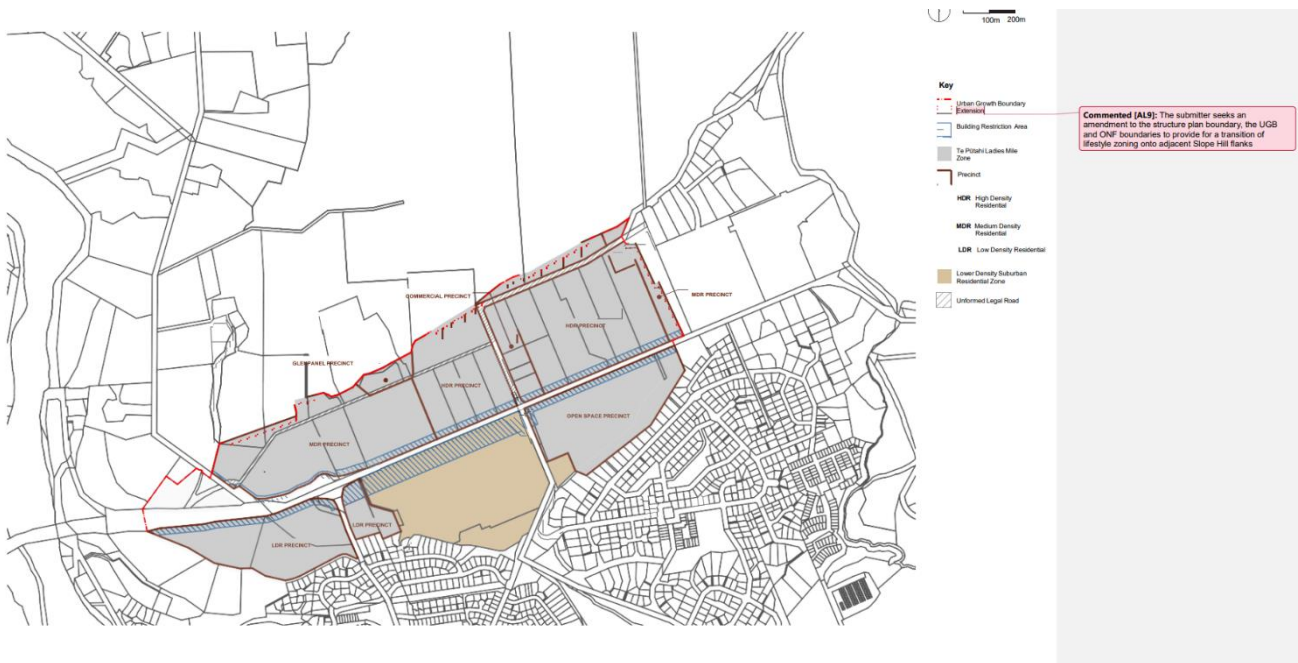 100m 200m
Key
Urban Growth Boundary
Extension
Building Restriction Area
Te Pūtahi Ladies Mile
Zone
Precinct
HDR High Density
Residential
MDR Medium Density
Residential
LDR Low Density Residential
Lower Density Suburban
Residential Zone
Unformed Legal Road
Commented [AL9]: The submitter seeks an
amendment to the structure plan boundary, the UGB
and ONF boundaries to provide for a transition of
lifestyle zoning onto adjacent Slope Hill flanks
COMMERCIAL PRECINCT
MDR PRECINCT
HDR PRECINCT
GLENPANEL PRECINCT
HDR PRECINCT
OPEN SPACE PRECINCT
MDR PRECINCT
LDR PRECINCT
LDR PRECINCT